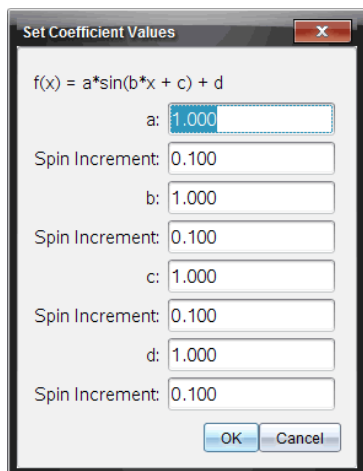 Set Coefficient Values
f(x) = a*sin(b*x + c) + d
a: 1.000
Spin Increment: 0.100
b: 1.000
Spin Increment: 0.100
c: 1.000
Spin Increment: 0.100
d: 1.000
Spin Increment: 0.100
OK Cancel